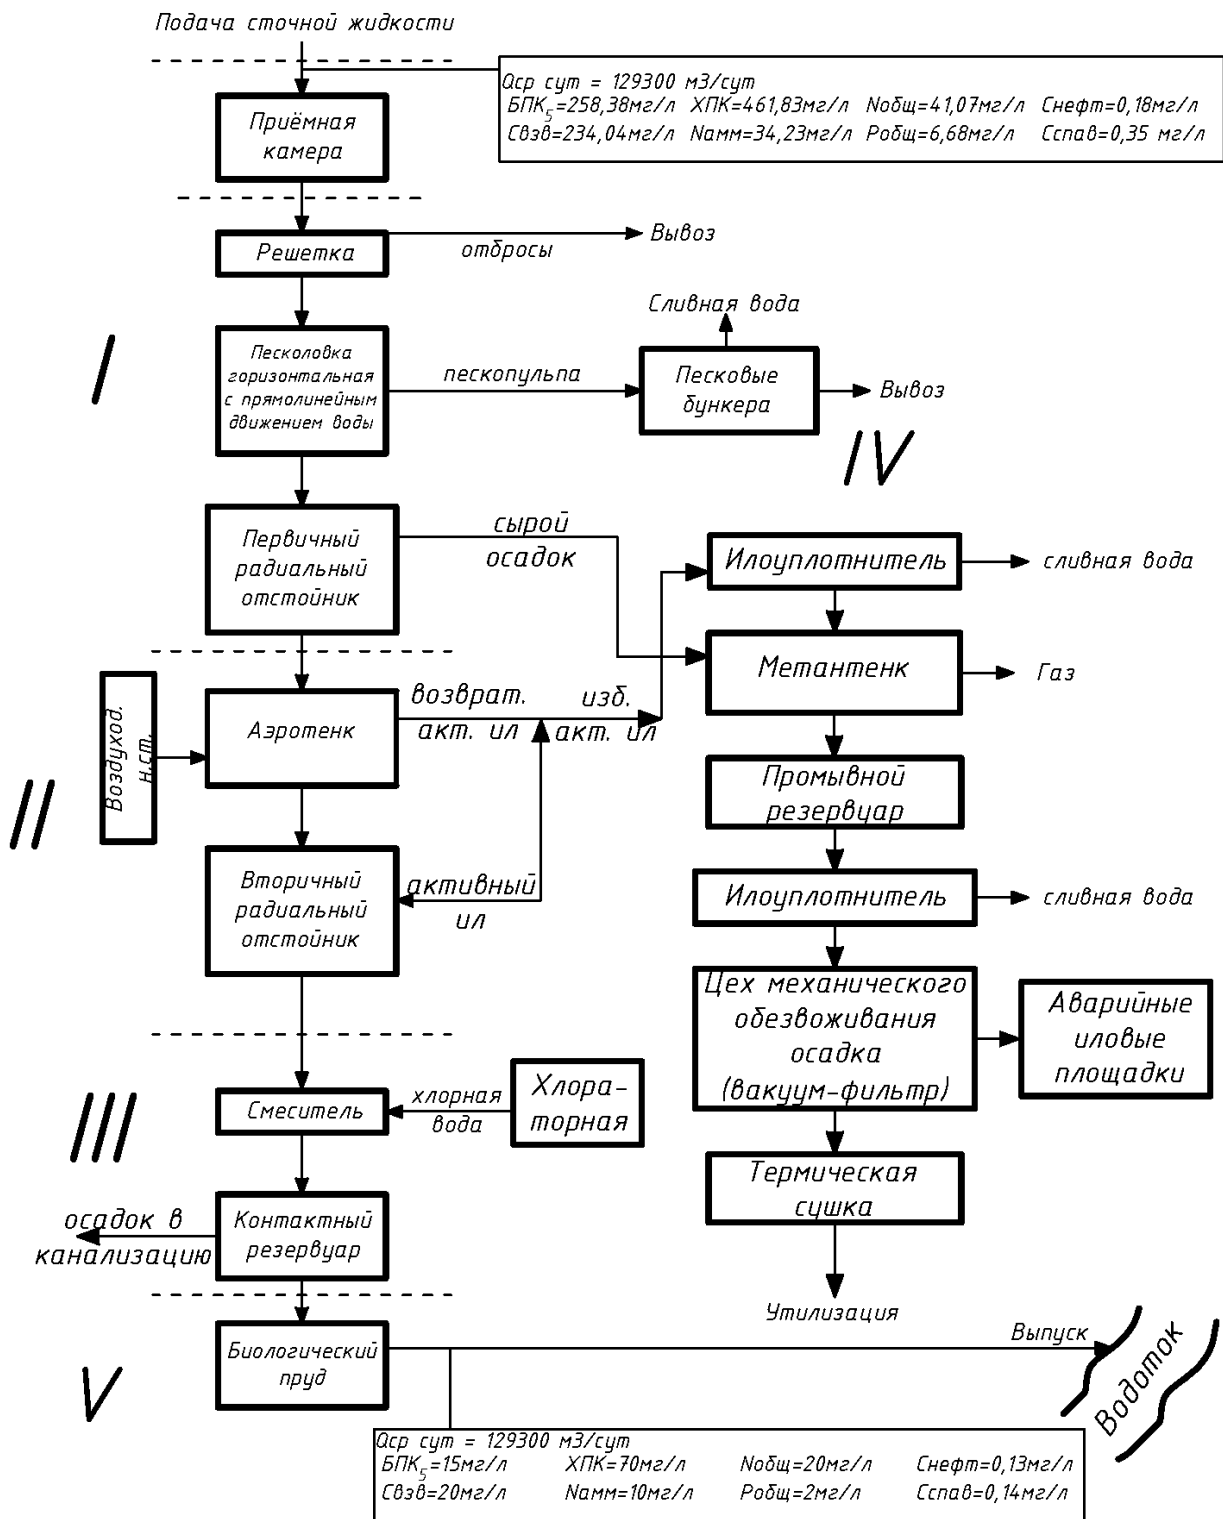 Подача сточной жидкости
Qср сут = 129300 м3/сут
БПК5=258,38мг/л ХПК=461,83мг/л Nобщ=41,07мг/л Снефт=0,18мг/л
Свзв=234,04мг/л Nамм=34,23мг/л Робщ=6,68мг/л Сспав=0,35 мг/л
Приёмная
камера
Решетка
отбросы
Вывоз
I
Песколовка
горизонтальная
с прямолинейным
движением воды
пескопульпа
Сливная вода
Песковые
бункера
Вывоз
IV
Первичный
радиальный
отстойник
сырой
осадок
Илоуплотнитель
сливная вода
Метантенк
Газ
II
Воздуход.
н.ст.
Аэротенк
возврат.
акт. ил
изб.
акт. ил
Промывной
резервуар
Вторичный
радиальный
отстойник
активный
ил
Илоуплотнитель
сливная вода
Цех механического
обезвоживания
осадка
(вакуум-фильтр)
Аварийные
иловые
площадки
III
Смеситель
хлорная
вода
Хлора-
торная
Термическая
сушка
Утилизация
осадок в
канализацию
Контактный
резервуар
V
Биологический
пруд
Выпуск
Водоток
Qср сут = 129300 м3/сут
БПК5=15мг/л ХПК=70мг/л Nобщ=20мг/л Снефт=0,13мг/л
Свзв=20мг/л Nамм=10мг/л Робщ=2мг/л Сспав=0,14мг/л